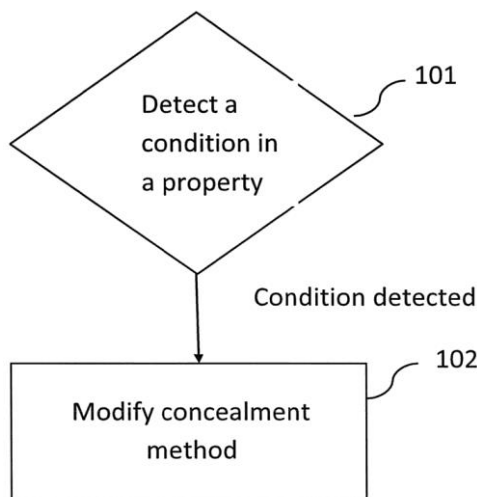 101
Detect a
condition in
a property
Condition detected
102
Modify concealment
method